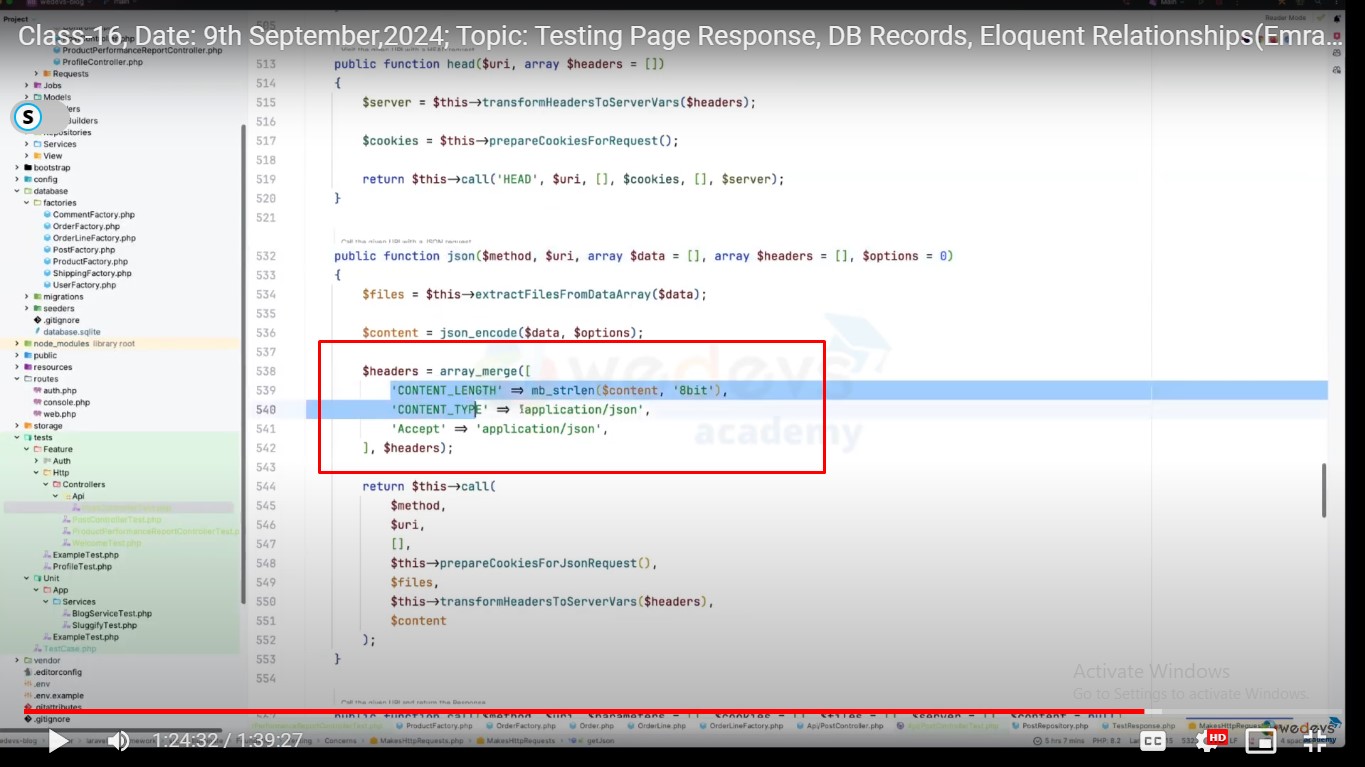 Class:16, Date: 9th September,2024; Topic: Testing Page Response, DB Records, Eloquent Relationships(Emra...
Project
Reader Mode
ProductPerformanceReportController.php
ProfileController.php
Requests
Jobs
Models
Services
View
bootstrap
config
database
factories
CommentFactory.php
OrderFactory.php
OrderLineFactory.php
PostFactory.php
ProductFactory.php
ShippingFactory.php
UserFactory.php
migrations
seeders
.gitignore
database.sqlite
node_modules library root
public
resources
routes
auth.php
console.php
web.php
storage
tests
Feature
Auth
Http
Controllers
Api
PostControllerTest.php
ProductPerformanceReportControllerTest.p
WelcomeTest.php
ExampleTest.php
ProfileTest.php
Unit
App
Services
BlogServiceTest.php
SluggifyTest.php
ExampleTest.php
TestCase.php
vendor
.editorconfig
.env
.env.example
.gitattributes
.gitignore
S
513 public function head($uri, array $headers = [])
514 {
515 $server = $this→transformHeadersToServerVars($headers);
516
517 $cookies = $this→prepareCookiesForRequest();
518
519 return $this→call('HEAD', $uri, [], $cookies, [], $server);
520 }
521
Call the given URI with a JSON request.
532 public function json($method, $uri, array $data = [], array $headers = [], $options = 0)
533 {
534 $files = $this→extractFilesFromDataArray($data);
535
536 $content = json_encode($data, $options);
537
538 $headers = array_merge([
539 'CONTENT_LENGTH' ⇒ mb_strlen($content, '8bit'),
540 'CONTENT_TYPE' ⇒ 'application/json',
541 'Accept' ⇒ 'application/json',
542 ], $headers);
543
544 return $this→call(
545 $method,
546 $uri,
547 [],
548 $this→prepareCookiesForJsonRequest(),
549 $files,
550 $this→transformHeadersToServerVars($headers),
551 $content
552 );
553 }
554
Call the given URI and return the Response.
wedevs
academy
Activate Windows
Go to Settings to activate Windows.
ProductFactory.php OrderFactory.php Order.php OrderLine.php OrderLineFactory.php Api/PostController.php PostRepository.php TestResponse.php
1:24:32 / 1:39:27
Concerns MakesHttpRequests.php MakesHttpRequests getJson
5 hrs 7 mins PHP: 8.2
CC
HD
wedevs
academy